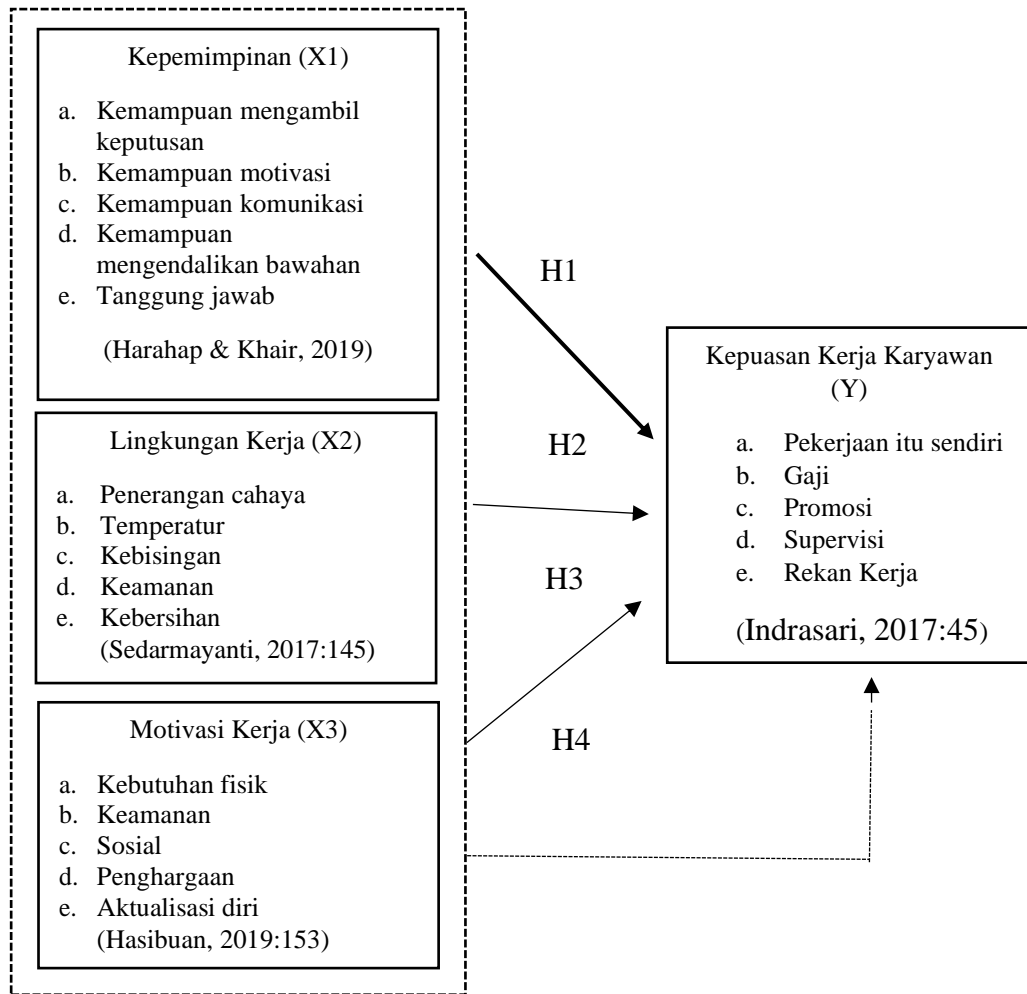 Kepemimpinan (X1)
a. Kemampuan mengambil
keputusan
b. Kemampuan motivasi
c. Kemampuan komunikasi
d. Kemampuan
mengendalikan bawahan
e. Tanggung jawab
(Harahap & Khair, 2019)
Lingkungan Kerja (X2)
a. Penerangan cahaya
b. Temperatur
c. Kebisingan
d. Keamanan
e. Kebersihan
(Sedarmayanti, 2017:145)
Motivasi Kerja (X3)
a. Kebutuhan fisik
b. Keamanan
c. Sosial
d. Penghargaan
e. Aktualisasi diri
(Hasibuan, 2019:153)
H1
H2
H3
H4
Kepuasan Kerja Karyawan
(Y)
a. Pekerjaan itu sendiri
b. Gaji
c. Promosi
d. Supervisi
e. Rekan Kerja
(Indrasari, 2017:45)